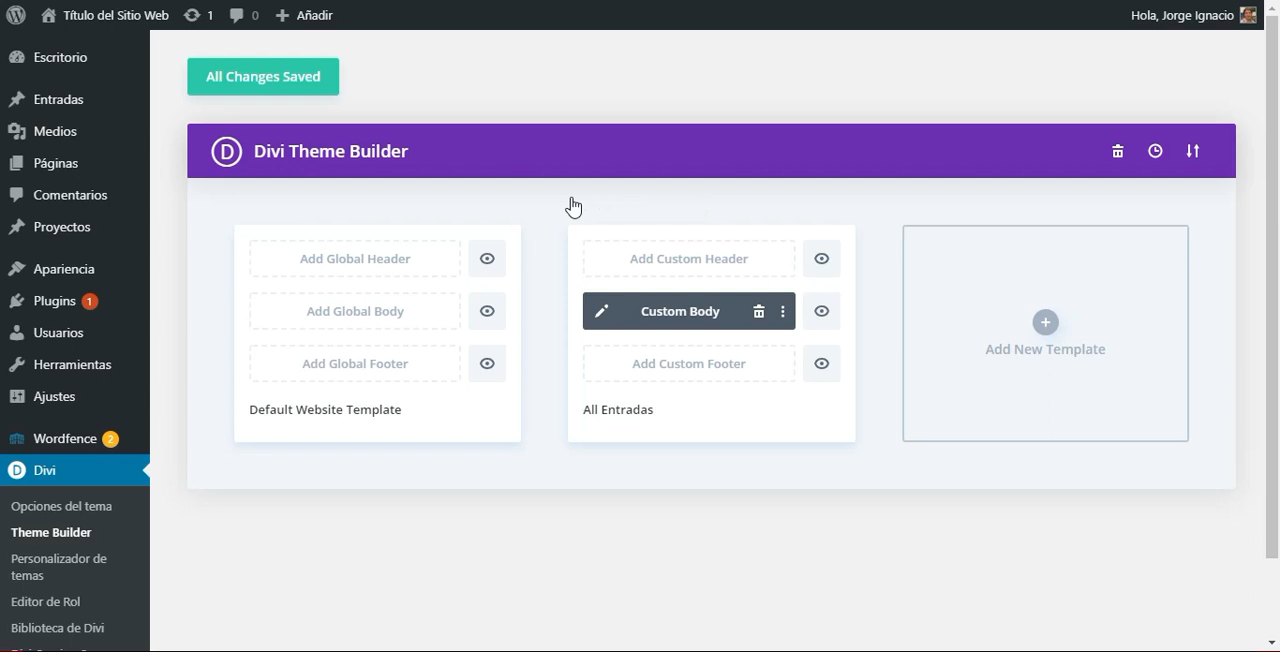 Título del Sitio Web
1
0
Añadir
Hola, Jorge Ignacio
Escritorio
Entradas
Medios
Páginas
Comentarios
Proyectos
Apariencia
Plugins 1
Usuarios
Herramientas
Ajustes
Wordfence 2
D Divi
Opciones del tema
Theme Builder
Personalizador de
temas
Editor de Rol
Biblioteca de Divi
All Changes Saved
D Divi Theme Builder
Add Global Header
Add Global Body
Add Global Footer
Default Website Template
Add Custom Header
Custom Body
Add Custom Footer
All Entradas
Add New Template